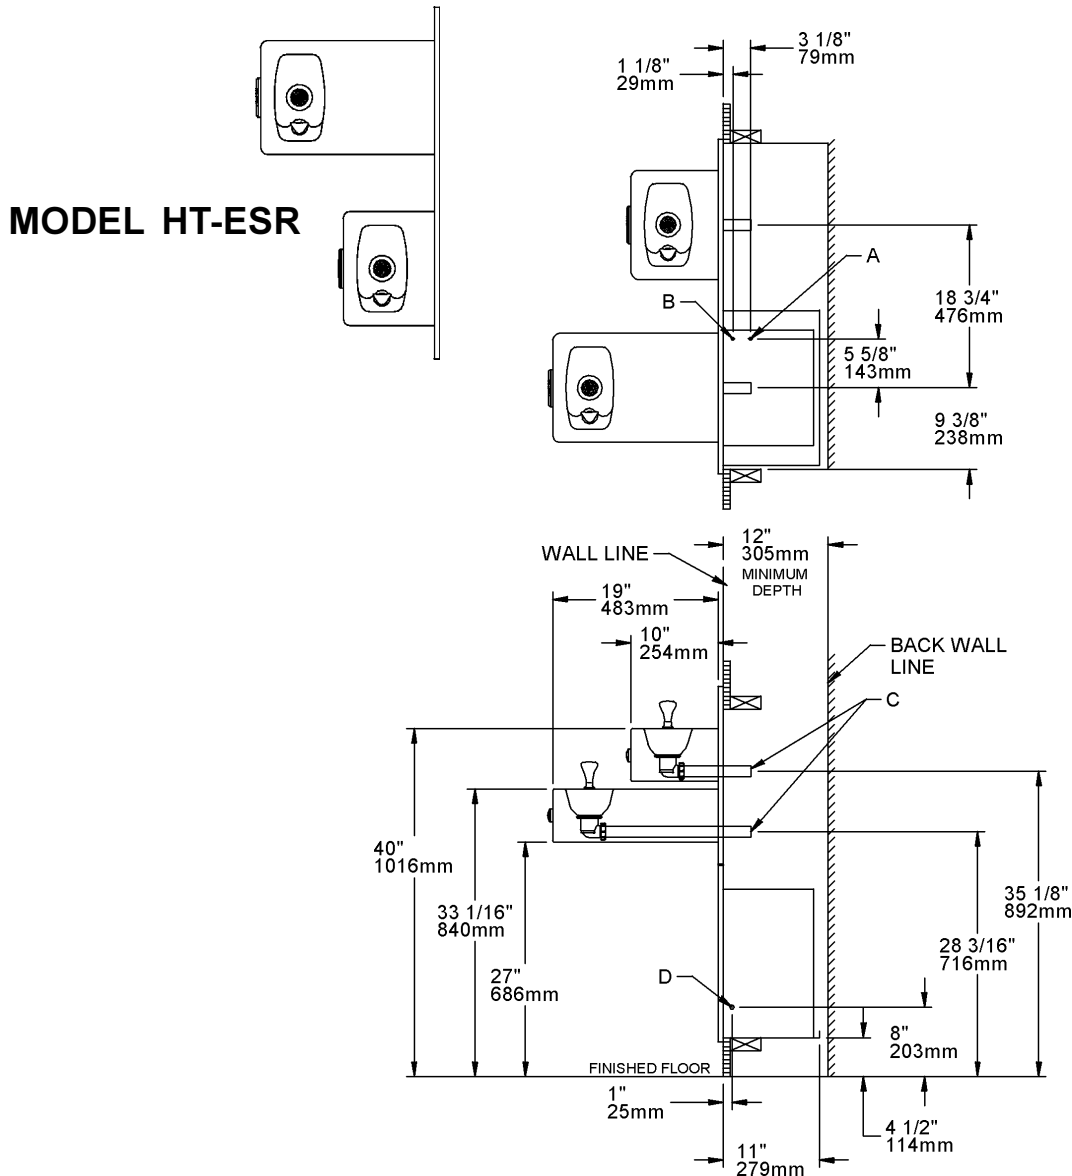 3 1/8"
79mm
1 1/8"
29mm
MODEL HT-ESR
A
B
18 3/4"
476mm
5 5/8"
143mm
9 3/8"
238mm
12"
305mm
MINIMUM
DEPTH
WALL LINE
19"
483mm
10"
254mm
BACK WALL
LINE
C
40"
1016mm
33 1/16"
840mm
27"
686mm
35 1/8"
892mm
28 3/16"
716mm
D
8"
203mm
FINISHED FLOOR
1"
25mm
4 1/2"
114mm
11"
279mm